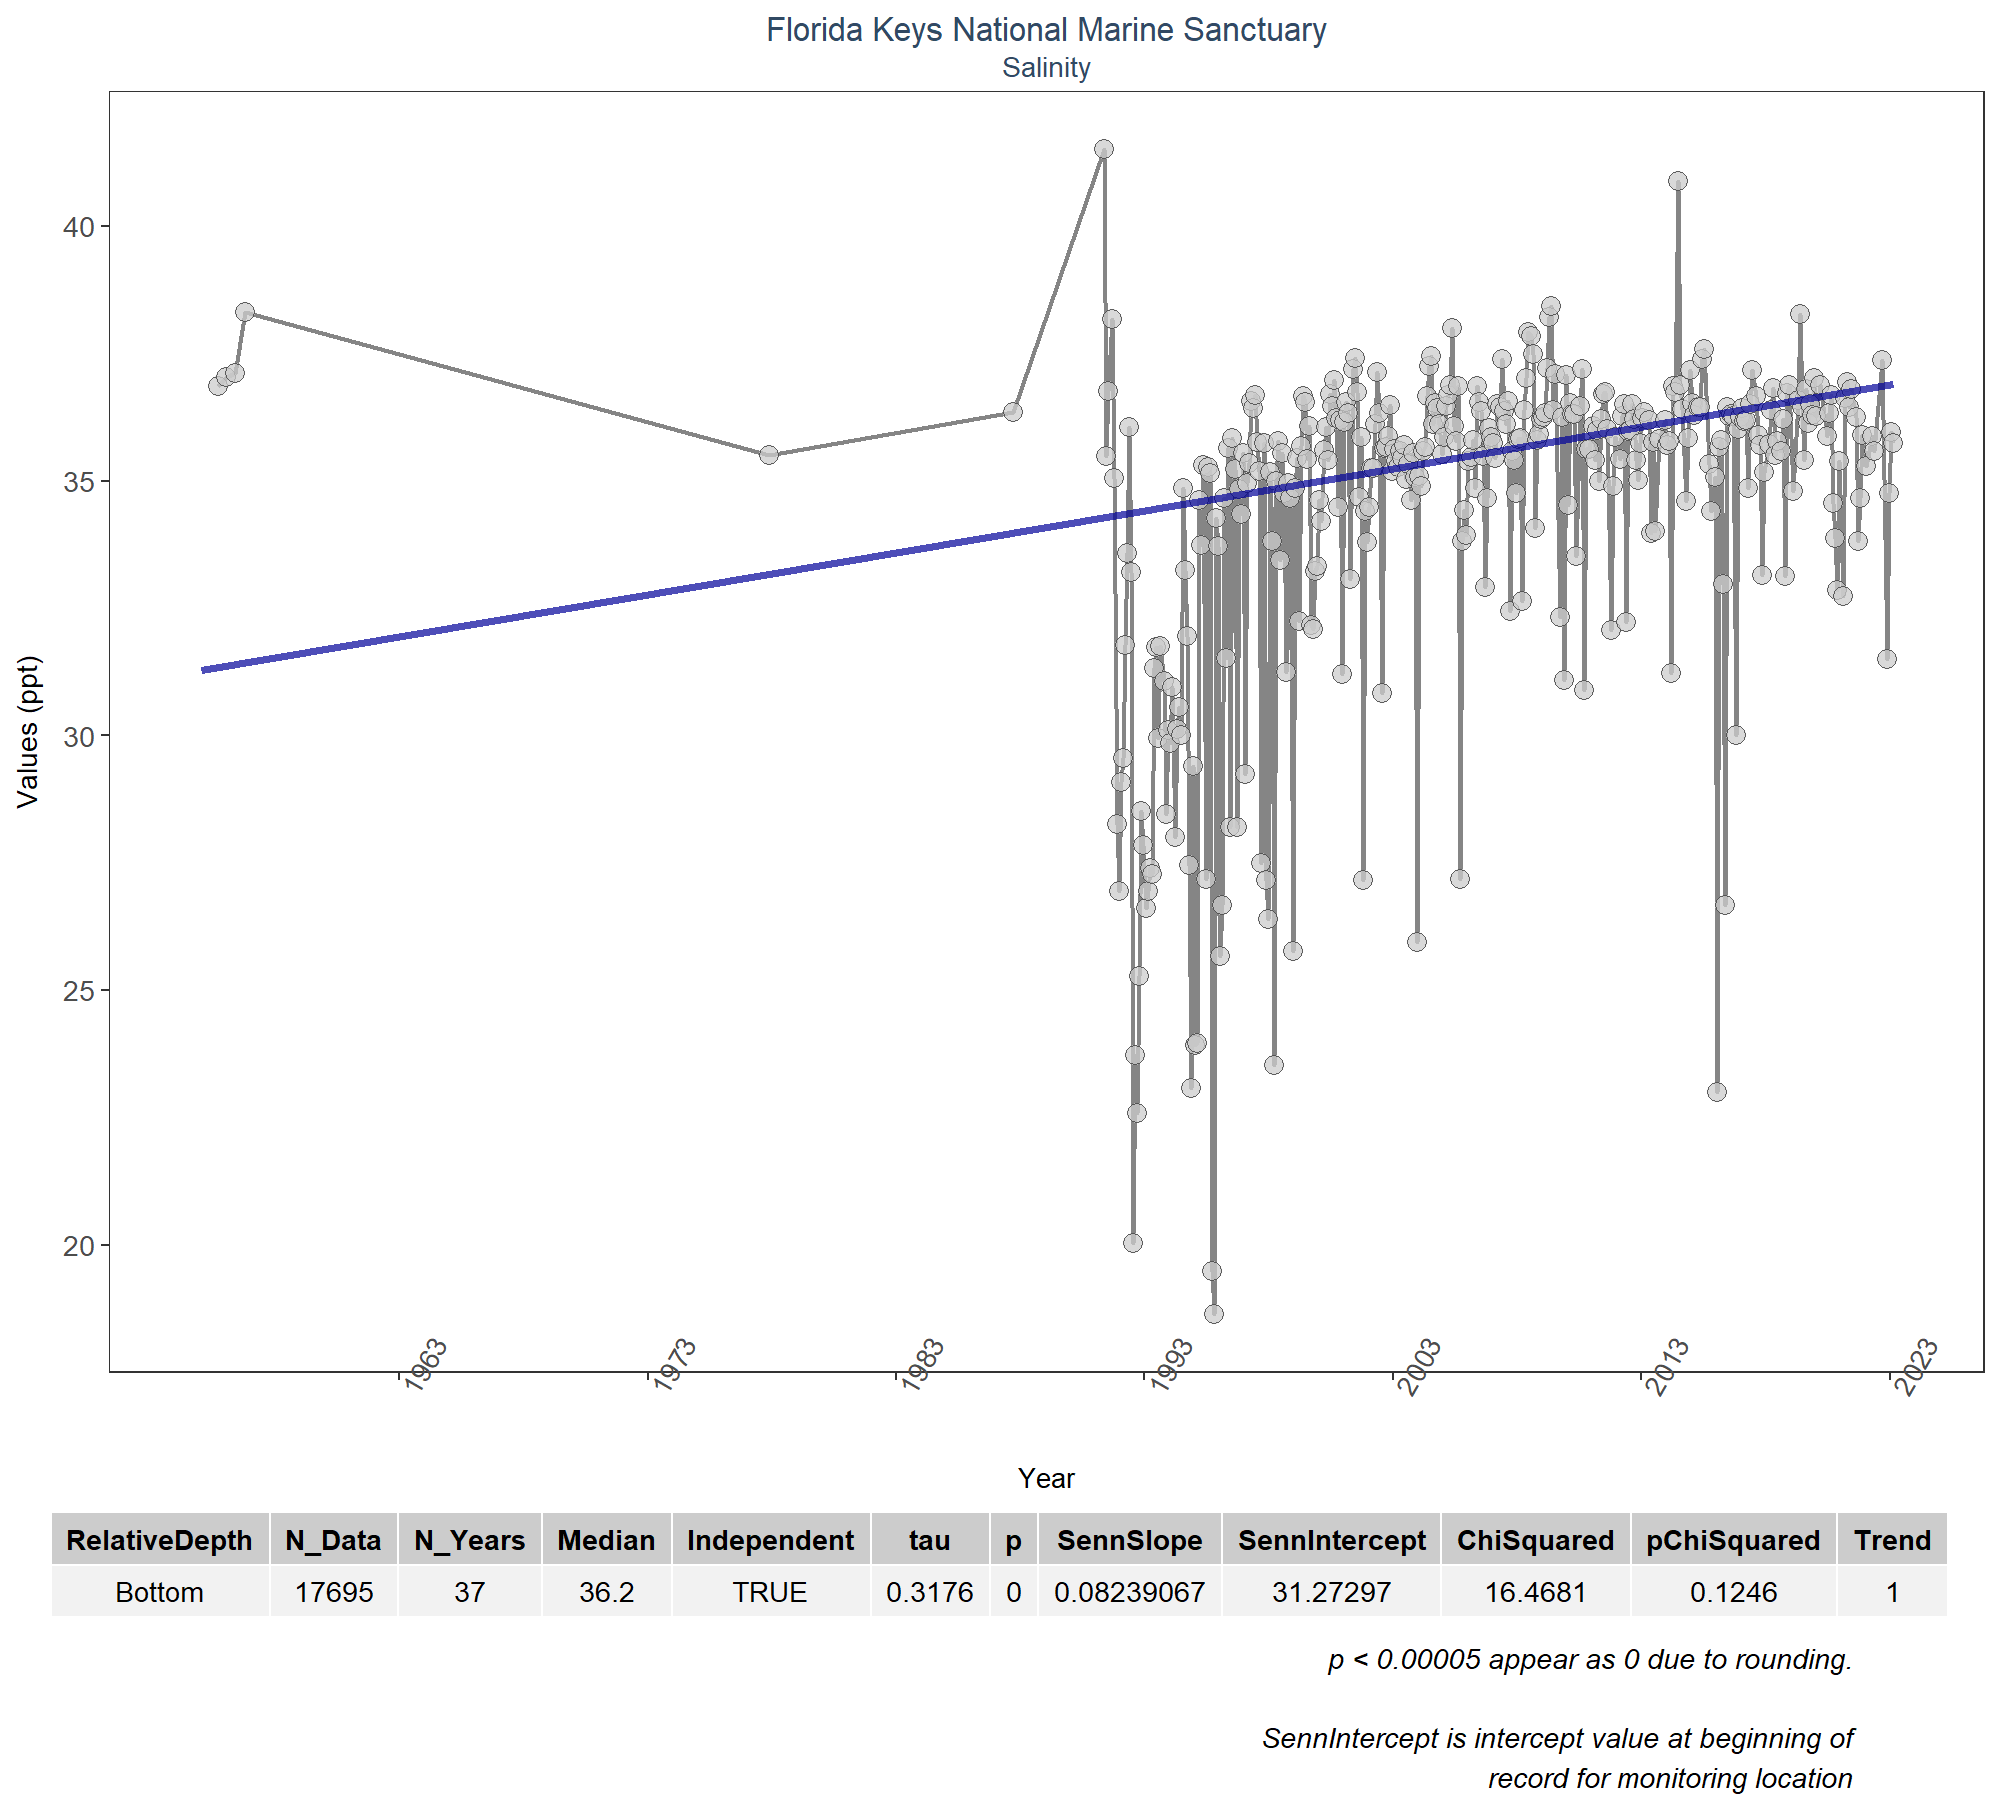 Florida Keys National Marine Sanctuary
Salinity
Values (ppt)
40
35
30
25
20
1963
1973
1983
1993
2003
2013
2023
Year
RelativeDepth N_Data N_Years Median Independent tau p SennSlope SennIntercept ChiSquared pChiSquared Trend
Bottom 17695 37 36.2 TRUE 0.3176 0 0.08239067 31.27297 16.4681 0.1246 1
p < 0.00005 appear as 0 due to rounding.
SennIntercept is intercept value at beginning of
record for monitoring location